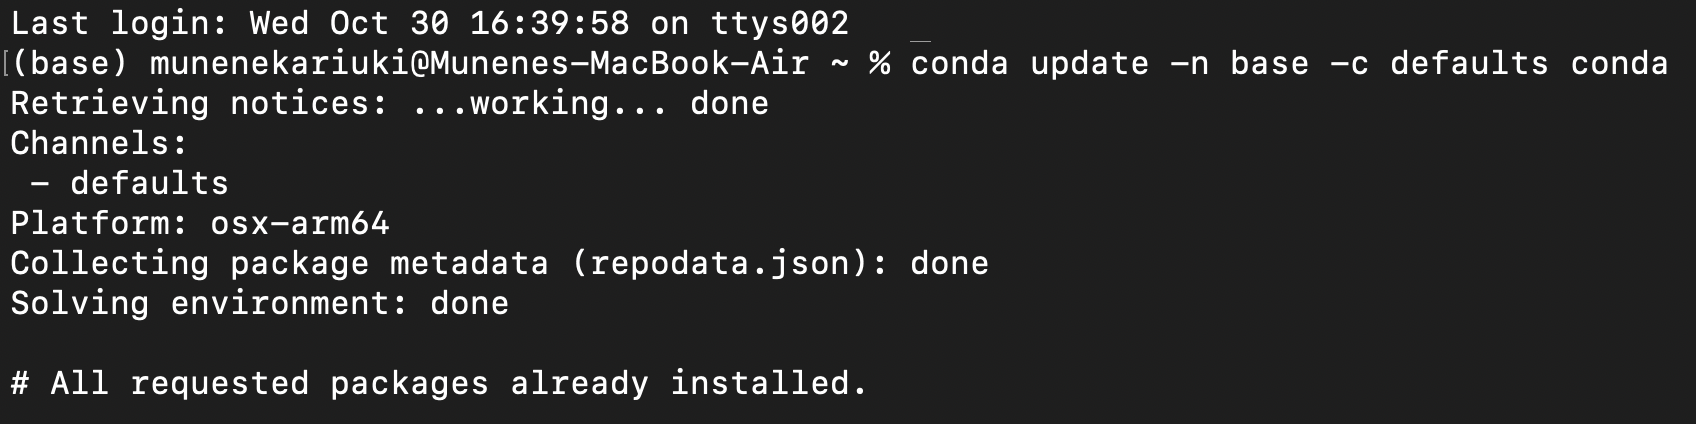 Last login: Wed Oct 30 16:39:58 on ttys002
[(base) munenekariuki@Munenes-MacBook-Air ~ % conda update -n base -c defaults conda
Retrieving notices: ...working... done
Channels:
 - defaults
Platform: osx-arm64
Collecting package metadata (repodata.json): done
Solving environment: done
# All requested packages already installed.